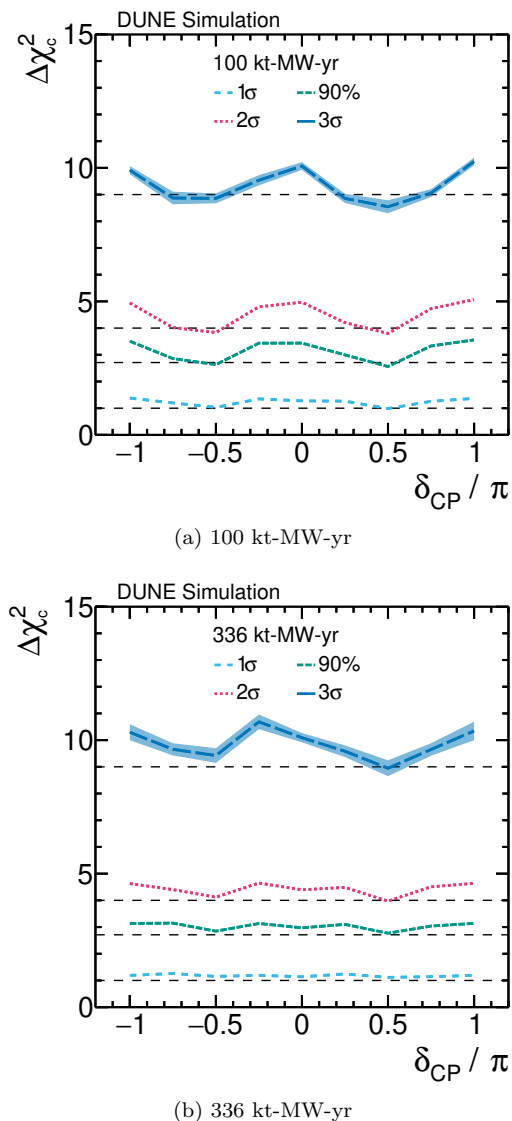 DUNE Simulation
100 kt-MW-yr
1σ 90%
2σ 3σ
Δχ²c
15
10
5
0
−1 −0.5 0 0.5 1
δCP / π
(a) 100 kt-MW-yr
DUNE Simulation
336 kt-MW-yr
1σ 90%
2σ 3σ
Δχ²c
15
10
5
0
−1 −0.5 0 0.5 1
δCP / π
(b) 336 kt-MW-yr